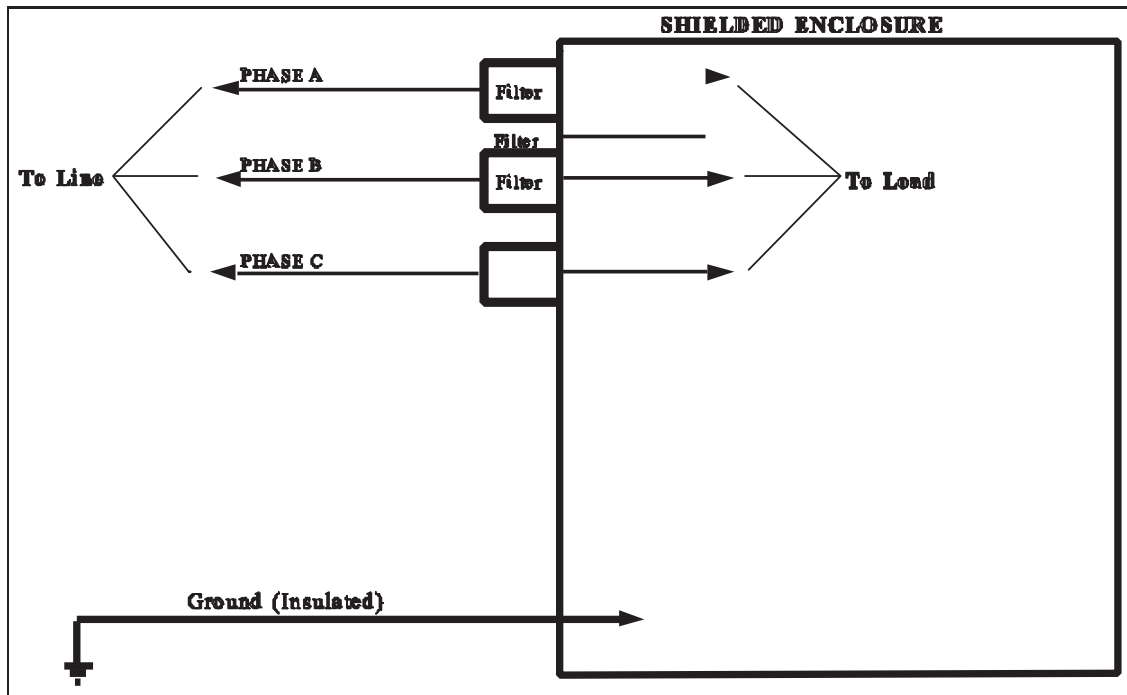 SHIELDED ENCLOSURE
PHASE A
Filter
Filter
PHASE B
Filter
To Line
To Load
PHASE C
Ground (Insulated)